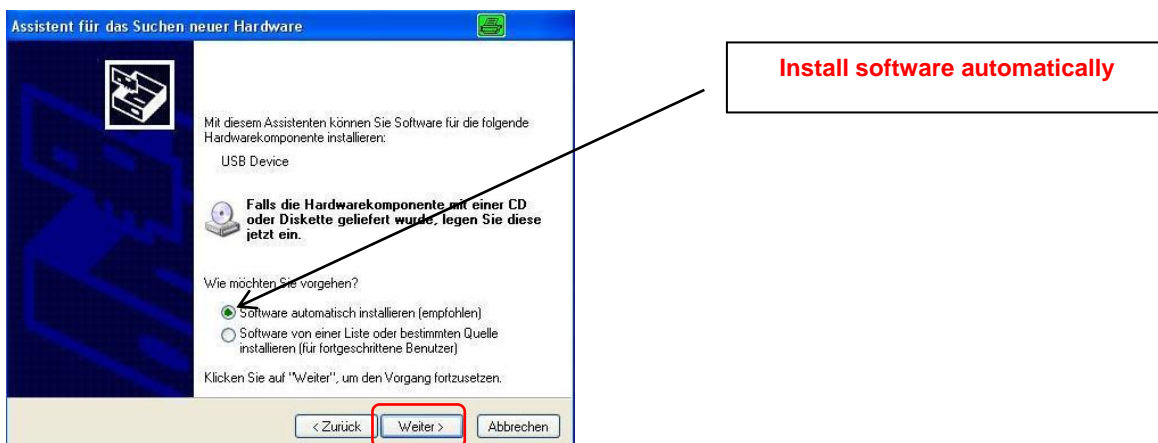 Assistent für das Suchen neuer Hardware
Install software automatically
Mit diesem Assistenten können Sie Software für die folgende
Hardwarekomponente installieren:
USB Device
Falls die Hardwarekomponente mit einer CD
oder Diskette geliefert wurde, legen Sie diese
jetzt ein.
Wie möchten Sie vorgehen?
Software automatisch installieren (empfohlen)
Software von einer Liste oder bestimmten Quelle
installieren (für fortgeschrittene Benutzer)
Klicken Sie auf "Weiter", um den Vorgang fortzusetzen.
< Zurück
Weiter >
Abbrechen